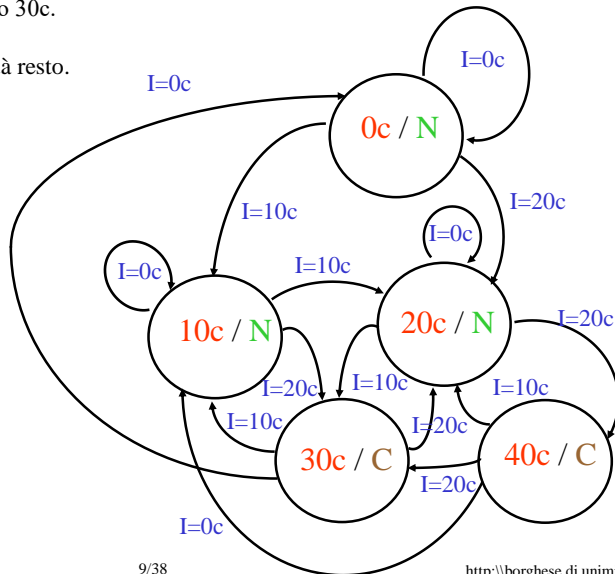 o 30c.
I=0c
à resto.
I=0c
0c / N
I=20c
I=10c
I=0c
I=10c
I=0c
10c / N
20c / N
I=20c
I=20c
I=10c
I=10c
I=10c
I=20c
30c / C
40c / C
I=20c
I=0c
9/38
http:\\borghese.di.unim